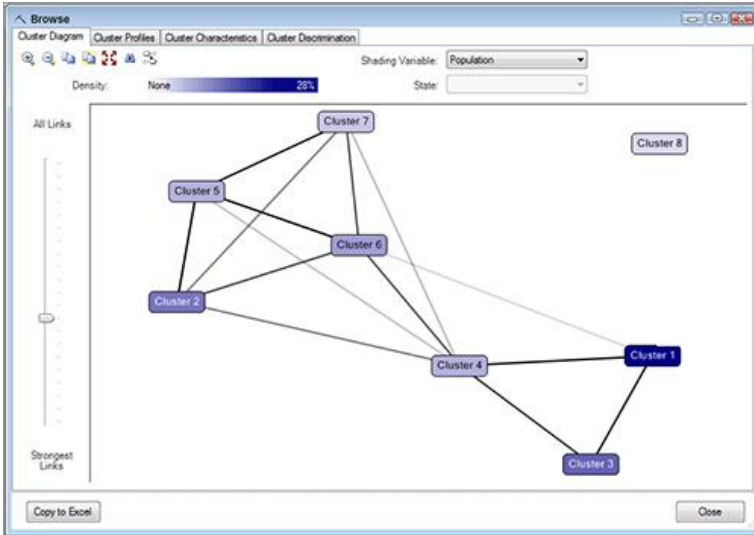 Browse
Cluster Diagram Cluster Profiles Cluster Characteristics Cluster Discrimination
Shading Variable: Population
Density: None 28% State:
All Links
Cluster 7
Cluster 8
Cluster 5
Cluster 6
Cluster 2
Cluster 1
Cluster 4
Strongest
Links
Cluster 3
Copy to Excel Close